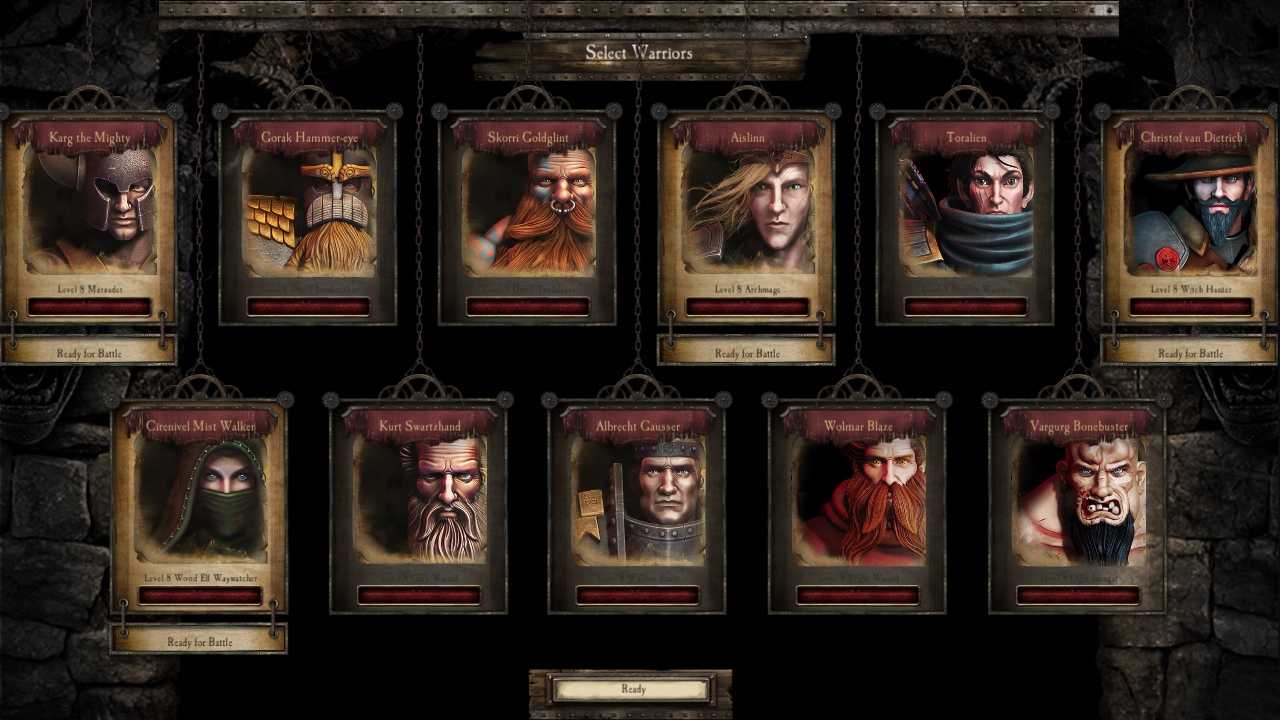 Select Warriors
Karg the Mighty
Gorak Hammer-eye
Skorri Goldglint
Aislinn
Toralien
Christof van Dietrich
Level 8 Marauder
Level 8 Archmage
Level 8 Witch Hunter
Ready for Battle
Ready for Battle
Ready for Battle
Cirenivel Mist Walker
Kurt Swartzhand
Albrecht Gausser
Wolmar Blaze
Vargurg Bonebuster
Level 8 Wood Elf Waywatcher
Ready for Battle
Ready